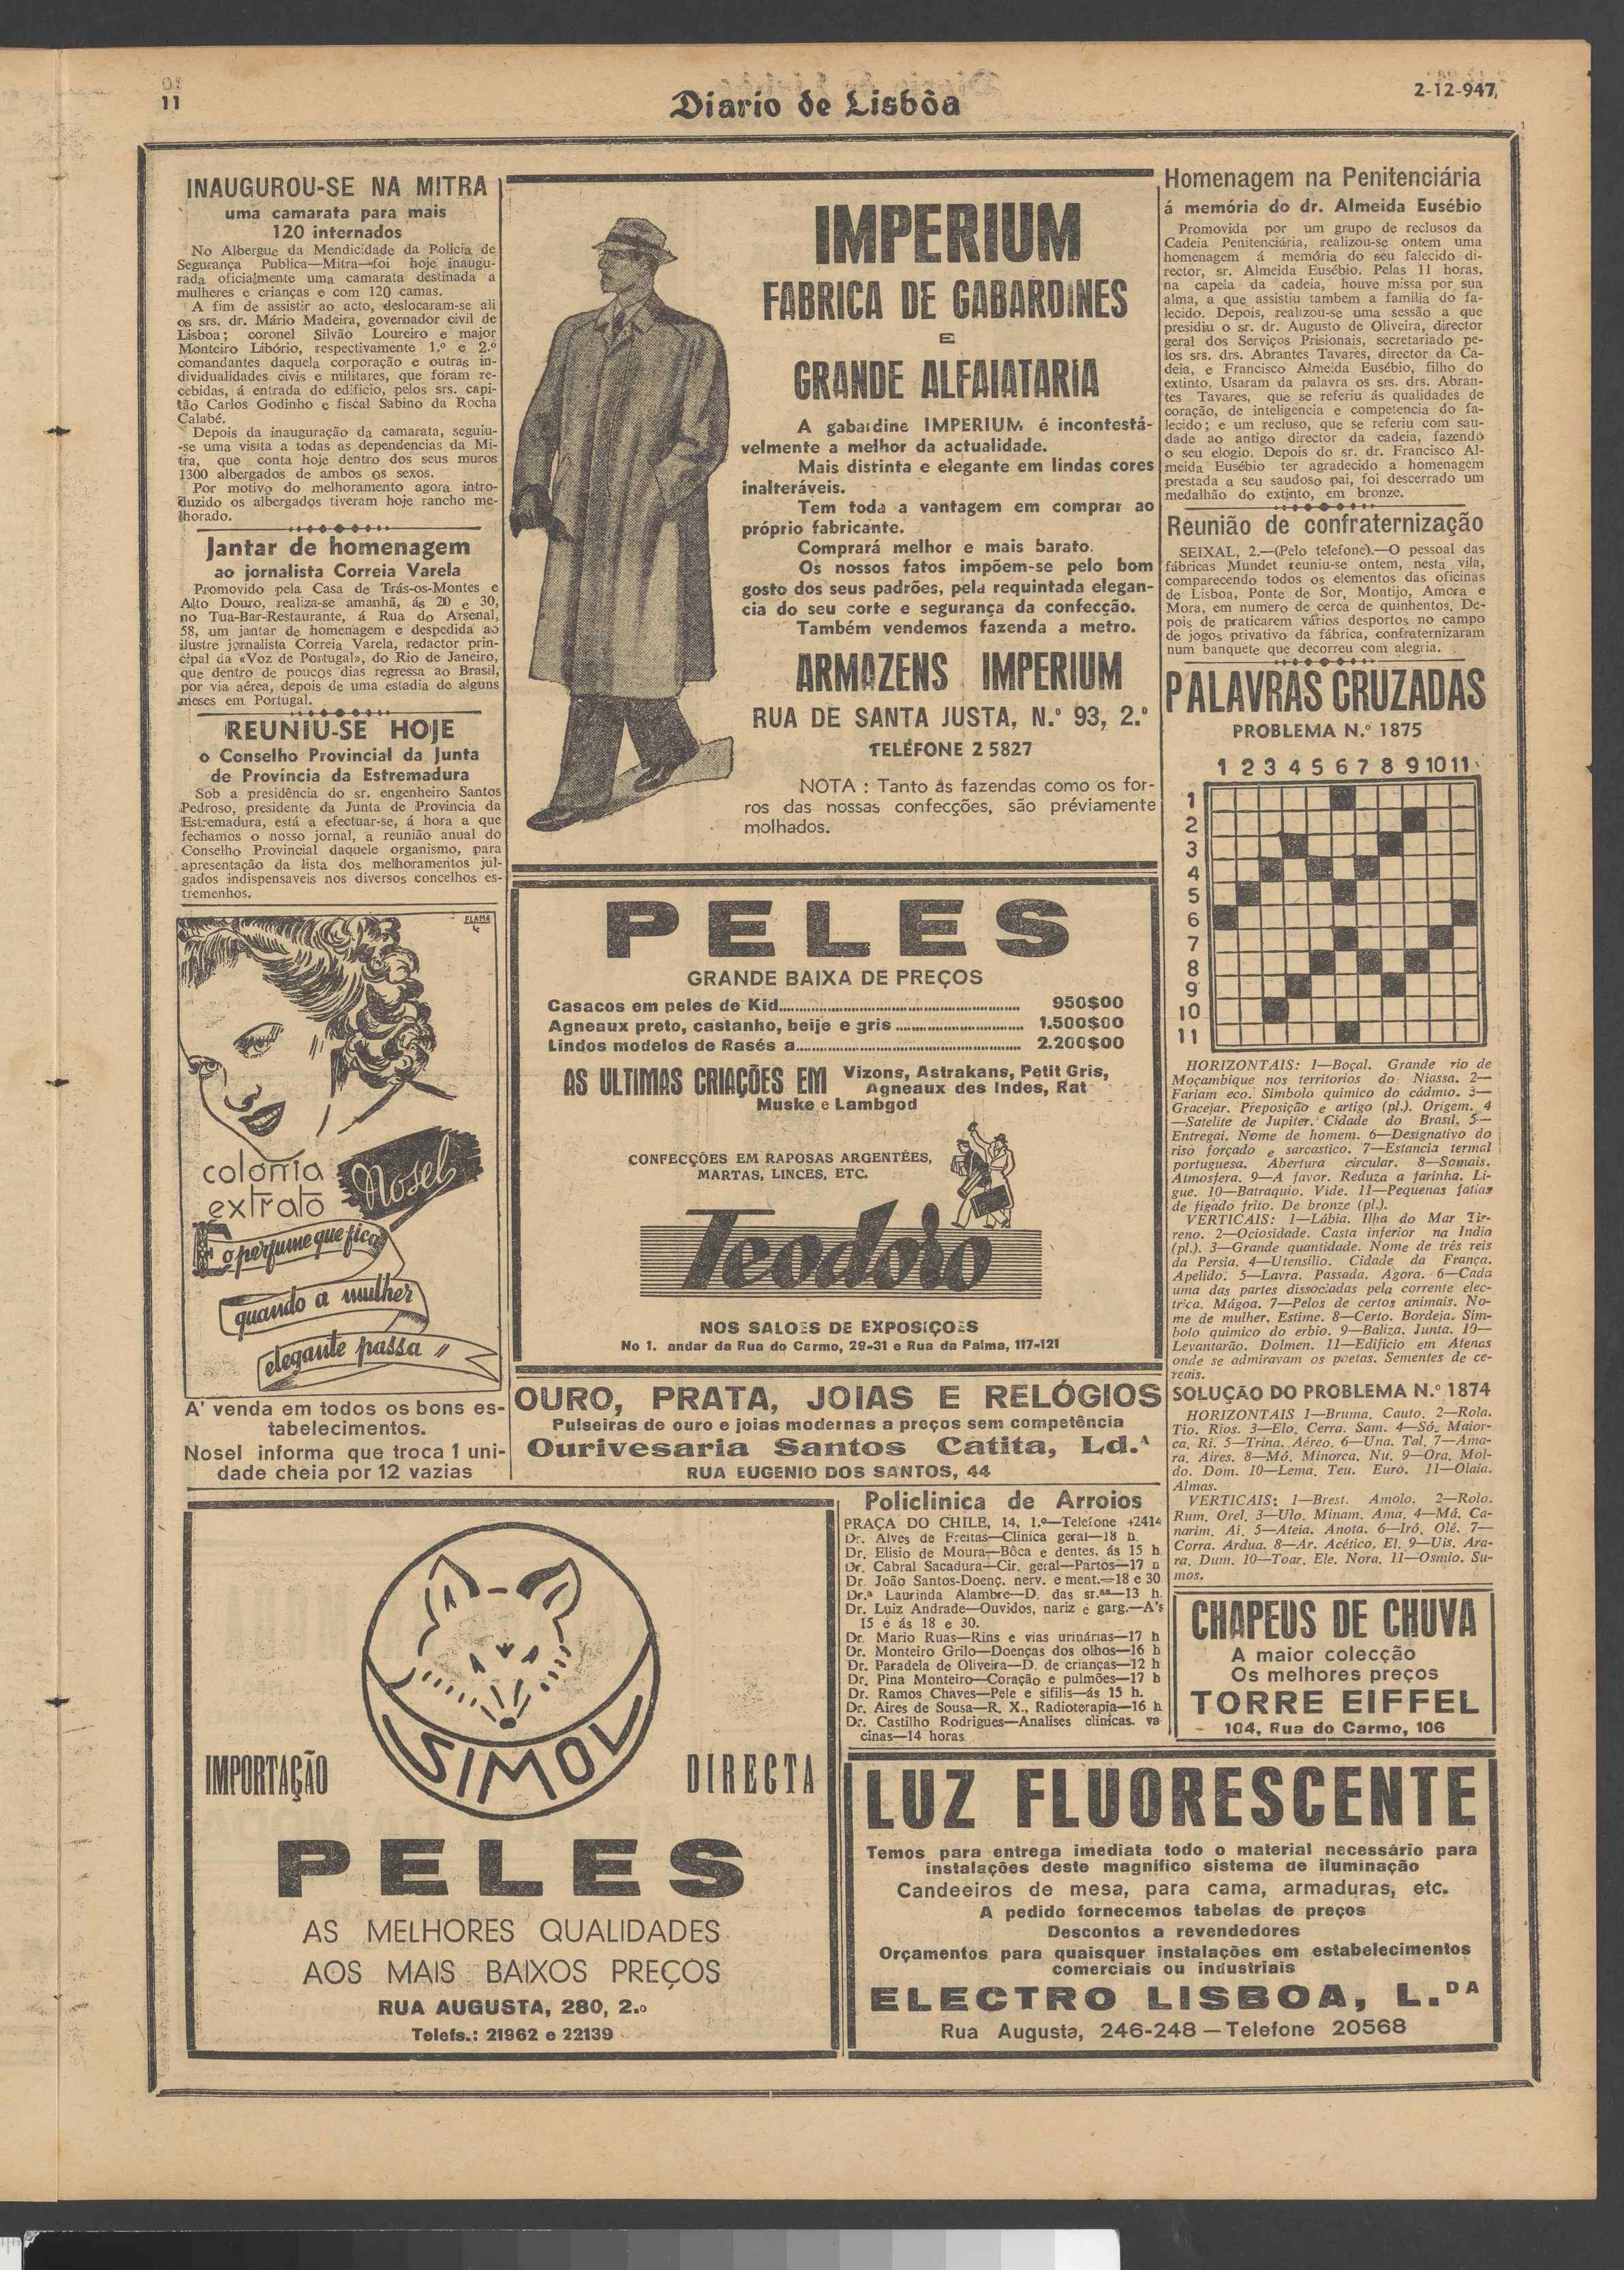 11
Diario de Lisbôa
2-12-947
INAUGUROU-SE NA MITRA
uma camarata para mais
120 internados
No Albergue da Mendicidade da Policia de
Segurança Publica—Mitra—foi hoje inaugu-
rada oficialmente uma camarata destinada a
mulheres e crianças e com 120 camas.
A fim de assistir ao acto, deslocaram-se ali
os srs. dr. Mário Madeira, governador civil de
Lisboa; coronel Silvão Loureiro e major
Monteiro Libório, respectivamente 1.º e 2.º
comandantes daquela corporação e outras in-
dividualidades civis e militares, que foram re-
cebidas, á entrada do edificio, pelos srs. capi-
tão Carlos Godinho e fiscal Sabino da Rocha
Calabé.
Depois da inauguração da camarata, seguiu-
-se uma visita a todas as dependencias da Mi-
tra, que conta hoje dentro dos seus muros
1300 albergados de ambos os sexos.
Por motivo do melhoramento agora intro-
duzido os albergados tiveram hoje rancho me-
lhorado.
Jantar de homenagem
ao jornalista Correia Varela
Promovido pela Casa de Trás-os-Montes e
Alto Douro, realiza-se amanhã, ás 20 e 30,
no Tua-Bar-Restaurante, á Rua do Arsenal,
58, um jantar de homenagem e despedida ao
ilustre jornalista Correia Varela, redactor prin-
cipal da «Voz de Portugal», do Rio de Janeiro,
que dentro de poucos dias regressa ao Brasil,
por via aérea, depois de uma estadia de alguns
meses em Portugal.
REUNIU-SE HOJE
o Conselho Provincial da Junta
de Província da Estremadura
Sob a presidência do sr. engenheiro Santos
Pedroso, presidente da Junta de Provincia da
Estremadura, está a efectuar-se, á hora a que
fechamos o nosso jornal, a reunião anual do
Conselho Provincial daquele organismo, para
apresentação da lista dos melhoramentos jul-
gados indispensaveis nos diversos concelhos es-
tremenhos.
FLAMA
colonia
extrato
Nosel
É o perfume que fica
quando a mulher
elegante passa
A' venda em todos os bons es-
tabelecimentos.
Nosel informa que troca 1 uni-
dade cheia por 12 vazias
IMPERIUM
FABRICA DE GABARDINES
E
GRANDE ALFAIATARIA
A gabardine IMPERIUM é incontestá-
velmente a melhor da actualidade.
Mais distinta e elegante em lindas cores
inalteráveis.
Tem toda a vantagem em comprar ao
próprio fabricante.
Comprará melhor e mais barato.
Os nossos fatos impõem-se pelo bom
gosto dos seus padrões, pela requintada elegan-
cia do seu corte e segurança da confecção.
Também vendemos fazenda a metro.
ARMAZENS IMPERIUM
RUA DE SANTA JUSTA, N.º 93, 2.º
TELEFONE 2 5827
NOTA : Tanto às fazendas como os for-
ros das nossas confecções, são préviamente
molhados.
PELES
GRANDE BAIXA DE PREÇOS
Casacos em peles de Kid.......... 950$00
Agneaux preto, castanho, beije e gris .......... 1.500$00
Lindos modelos de Rasés a.......... 2.200$00
AS ULTIMAS CRIAÇÕES EM Vizons, Astrakans, Petit Gris,
Agneaux des Indes, Rat
Muske e Lambgod
CONFECÇÕES EM RAPOSAS ARGENTÉES,
MARTAS, LINCES, ETC.
Teodoro
NOS SALOES DE EXPOSIÇOES
No 1. andar da Rua do Carmo, 29-31 e Rua da Palma, 117-121
OURO, PRATA, JOIAS E RELÓGIOS
Pulseiras de ouro e joias modernas a preços sem competência
Ourivesaria Santos Catita, Ld.ᴬ
RUA EUGENIO DOS SANTOS, 44
Homenagem na Penitenciária
á memória do dr. Almeida Eusébio
Promovida por um grupo de reclusos da
Cadeia Penitenciária, realizou-se ontem uma
homenagem á memória do seu falecido di-
rector, sr. Almeida Eusébio. Pelas 11 horas,
na capela da cadeia, houve missa por sua
alma, a que assistiu tambem a familia do fa-
lecido. Depois, realizou-se uma sessão a que
presidiu o sr. dr. Augusto de Oliveira, director
geral dos Serviços Prisionais, secretariado pe-
los srs. drs. Abrantes Tavares, director da Ca-
deia, e Francisco Almeida Eusébio, filho do
extinto. Usaram da palavra os srs. drs. Abran-
tes Tavares, que se referiu ás qualidades de
coração, de inteligencia e competencia do fa-
lecido; e um recluso, que se referiu com sau-
dade ao antigo director da cadeia, fazendo
o seu elogio. Depois do sr. dr. Francisco Al-
meida Eusébio ter agradecido a homenagem
prestada a seu saudoso pai, foi descerrado um
medalhão do extinto, em bronze.
Reunião de confraternização
SEIXAL, 2.—(Pelo telefone).—O pessoal das
fábricas Mundet reuniu-se ontem, nesta vila,
comparecendo todos os elementos das oficinas
de Lisboa, Ponte de Sor, Montijo, Amora e
Mora, em numero de cerca de quinhentos. De-
pois de praticarem vários desportos no campo
de jogos privativo da fábrica, confraternizaram
num banquete que decorreu com alegria.
PALAVRAS CRUZADAS
PROBLEMA N.º 1875
1 2 3 4 5 6 7 8 9 10 11
1
2
3
4
5
6
7
8
9
10
11
HORIZONTAIS: 1—Boçal. Grande rio de
Moçambique nos territorios do Niassa. 2—
Fariam eco. Simbolo quimico do cádmio. 3—
Gracejar. Preposição e artigo (pl.). Origem. 4
—Satelite de Jupiter. Cidade do Brasil. 5—
Entregai. Nome de homem. 6—Designativo do
riso forçado e sarcastico. 7—Estancia termal
portuguesa. Abertura circular. 8—Somais.
Atmosfera. 9—A favor. Reduza a farinha. Li-
gue. 10—Batraquio. Vide. 11—Pequenas fatias
de fígado frito. De bronze (pl.).
VERTICAIS: 1—Lábia. Ilha do Mar Tir-
reno. 2—Ociosidade. Casta inferior na India
(pl.). 3—Grande quantidade. Nome de três reis
da Persia. 4—Utensilio. Cidade da França.
Apelido. 5—Lavra. Passada. Agora. 6—Cada
uma das partes dissociadas pela corrente elec-
trica. Mágoa. 7—Pelos de certos animais. No-
me de mulher. Estime. 8—Certo. Bordeja. Sim-
bolo quimico do erbio. 9—Baliza. Junta. 10—
Levantarão. Dolmen. 11—Edificio em Atenas
onde se admiravam os poetas. Sementes de ce-
reais.
SOLUÇÃO DO PROBLEMA N.º 1874
HORIZONTAIS 1—Bruma. Cauto. 2—Rola.
Tio. Rios. 3—Elo. Cerra. Sam. 4—Só. Maior-
ca. Ri. 5—Trina. Aéreo. 6—Una. Tal. 7—Ama-
ra. Aires. 8—Mó. Minorca. Nu. 9—Ora. Mol-
do. Dom. 10—Lema. Teu. Euro. 11—Olaia.
Almas.
VERTICAIS: 1—Brest. Amolo. 2—Rolo.
Rum. Orel. 3—Ulo. Minam. Ama. 4—Má. Ca-
narim. Ai. 5—Ateia. Anota. 6—Iró. Olé. 7—
Corra. Ardua. 8—Ar. Acético. El. 9—Uis. Ara-
ra. Dum. 10—Toar. Ele. Nora. 11—Osmio. Su-
mos.
IMPORTAÇÃO
SIMOL
DIRECTA
PELES
AS MELHORES QUALIDADES
AOS MAIS BAIXOS PREÇOS
RUA AUGUSTA, 280, 2.º
Telefs.: 21962 e 22139
Policlinica de Arroios
PRAÇA DO CHILE, 14, 1.º—Telefone +2414
Dr. Alves de Freitas—Clinica geral—18 h.
Dr. Elisio de Moura—Bôca e dentes, ás 15 h.
Dr. Cabral Sacadura—Cir. geral—Partos—17 h
Dr. João Santos-Doenç. nerv. e ment.—18 e 30
Dr.ª Laurinda Alambre—D. das sr.ªˢ—13 h.
Dr. Luiz Andrade—Ouvidos, nariz e garg.—A's
15 e ás 18 e 30.
Dr. Mario Ruas—Rins e vias urinárias—17 h
Dr. Monteiro Grilo—Doenças dos olhos—16 h
Dr. Paradela de Oliveira—D. de crianças—12 h
Dr. Pina Monteiro—Coração e pulmões—17 h
Dr. Ramos Chaves—Pele e sifilis—ás 15 h.
Dr. Aires de Sousa—R. X., Radioterapia—16 h
Dr. Castilho Rodrigues—Analises clinicas, va
cinas—14 horas
CHAPEUS DE CHUVA
A maior colecção
Os melhores preços
TORRE EIFFEL
104, Rua do Carmo, 106
LUZ FLUORESCENTE
Temos para entrega imediata todo o material necessário para
instalações deste magnífico sistema de iluminação
Candeeiros de mesa, para cama, armaduras, etc.
A pedido fornecemos tabelas de preços
Descontos a revendedores
Orçamentos para quaisquer instalações em estabelecimentos
comerciais ou industriais
ELECTRO LISBOA, L.DA
Rua Augusta, 246-248—Telefone 20568